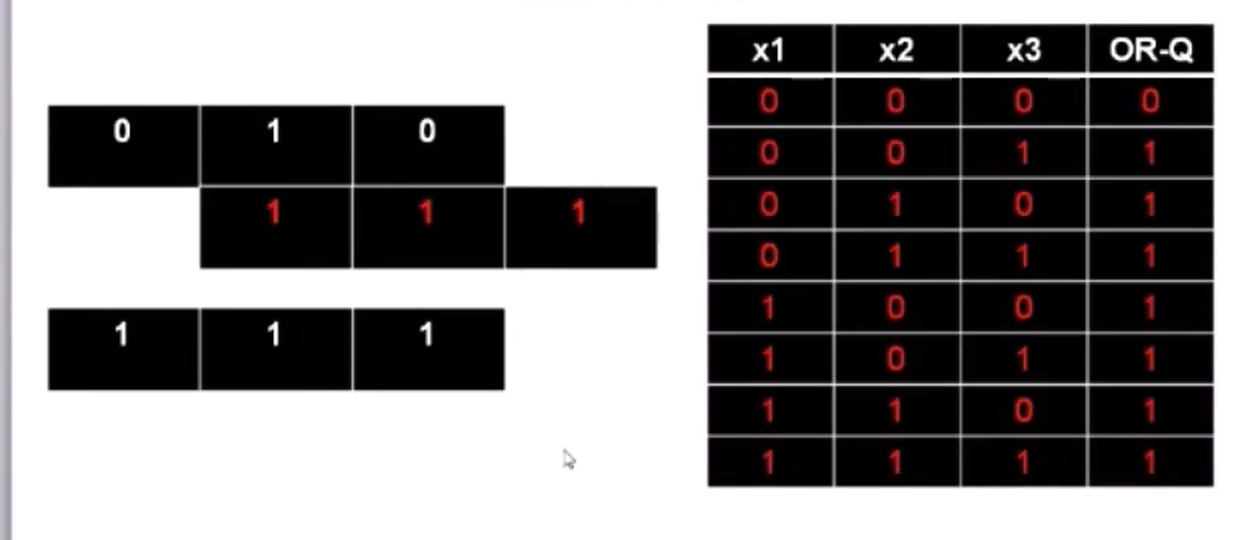 0 1 0
1 1 1
1 1 1
x1 x2 x3 OR-Q
0 0 0 0
0 0 1 1
0 1 0 1
0 1 1 1
1 0 0 1
1 0 1 1
1 1 0 1
1 1 1 1